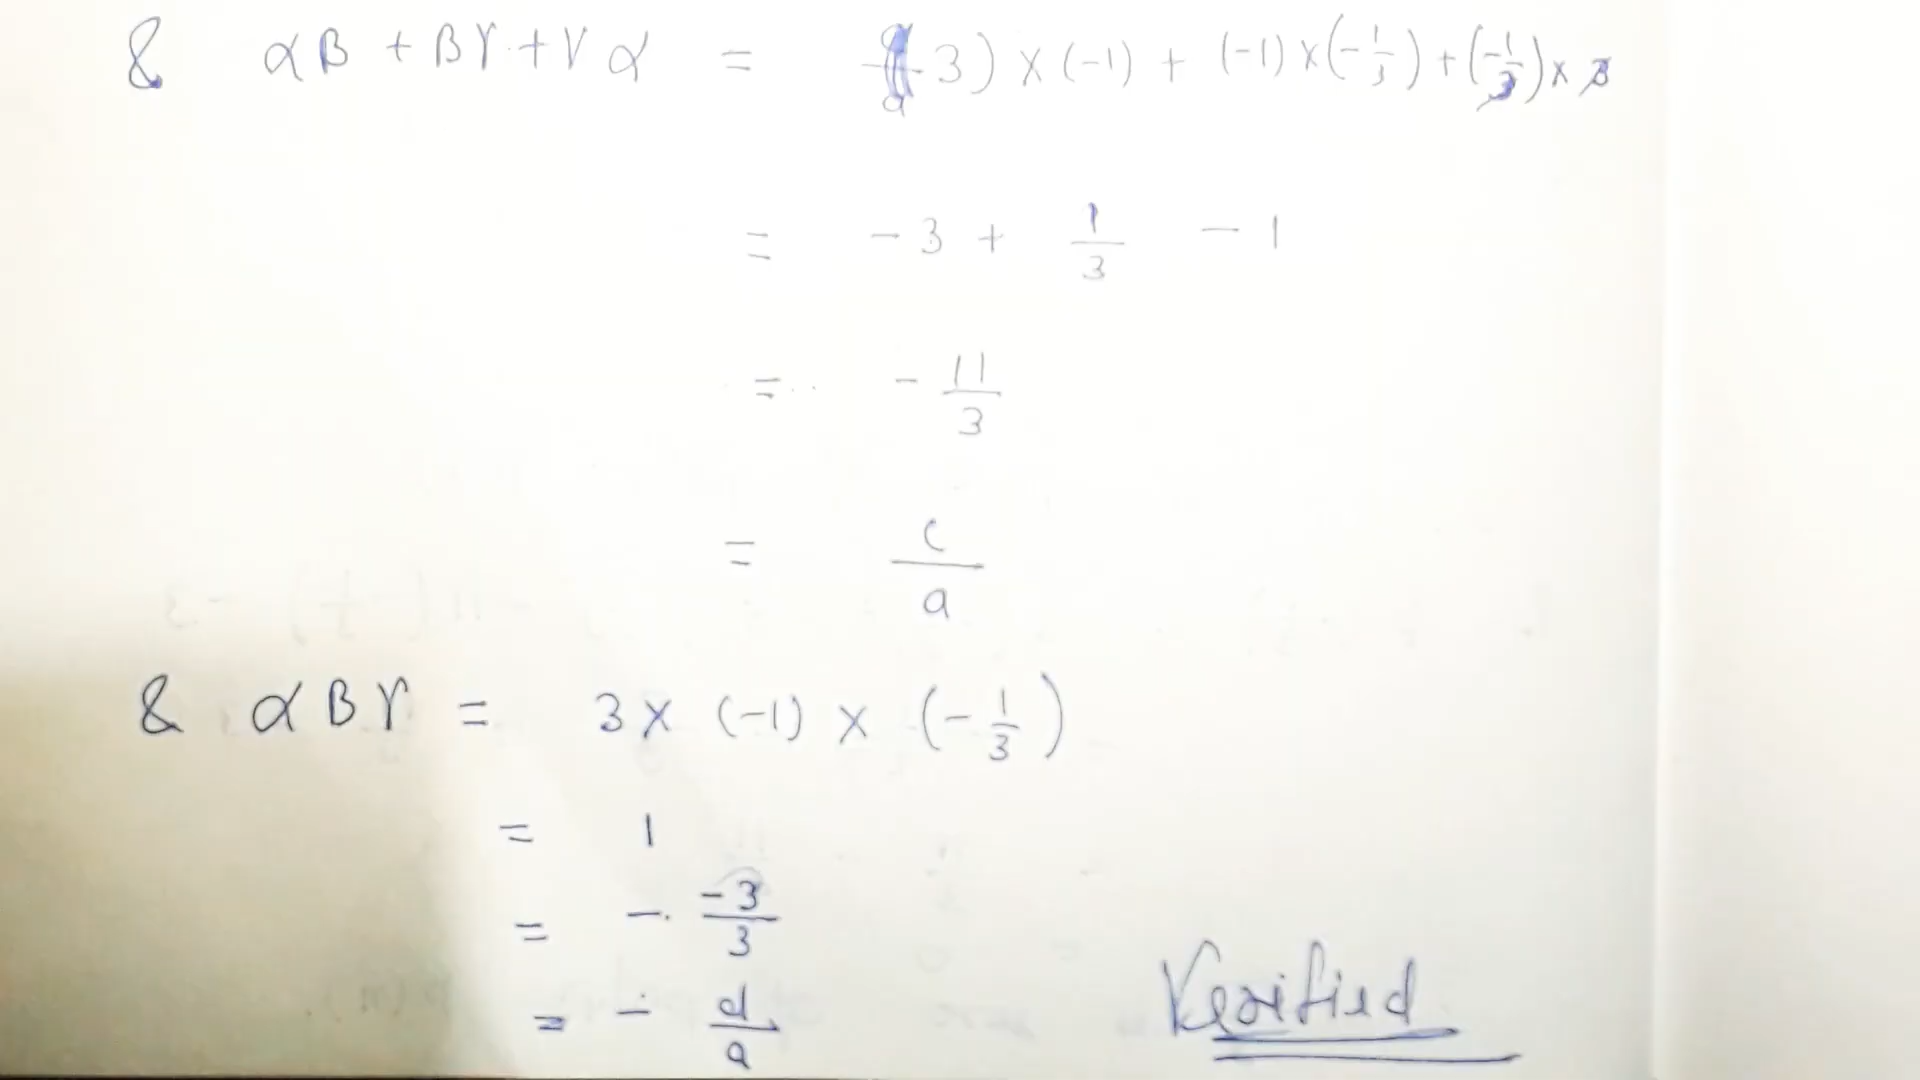 & αβ + βγ + γα = (3) × (-1) + (-1) × (-1/3) + (-1/3) × 3
= -3 + 1/3 - 1
= - 11/3
= c/a
& αβγ = 3 × (-1) × (-1/3)
= 1
= - -3/3
= - d/a
Verified